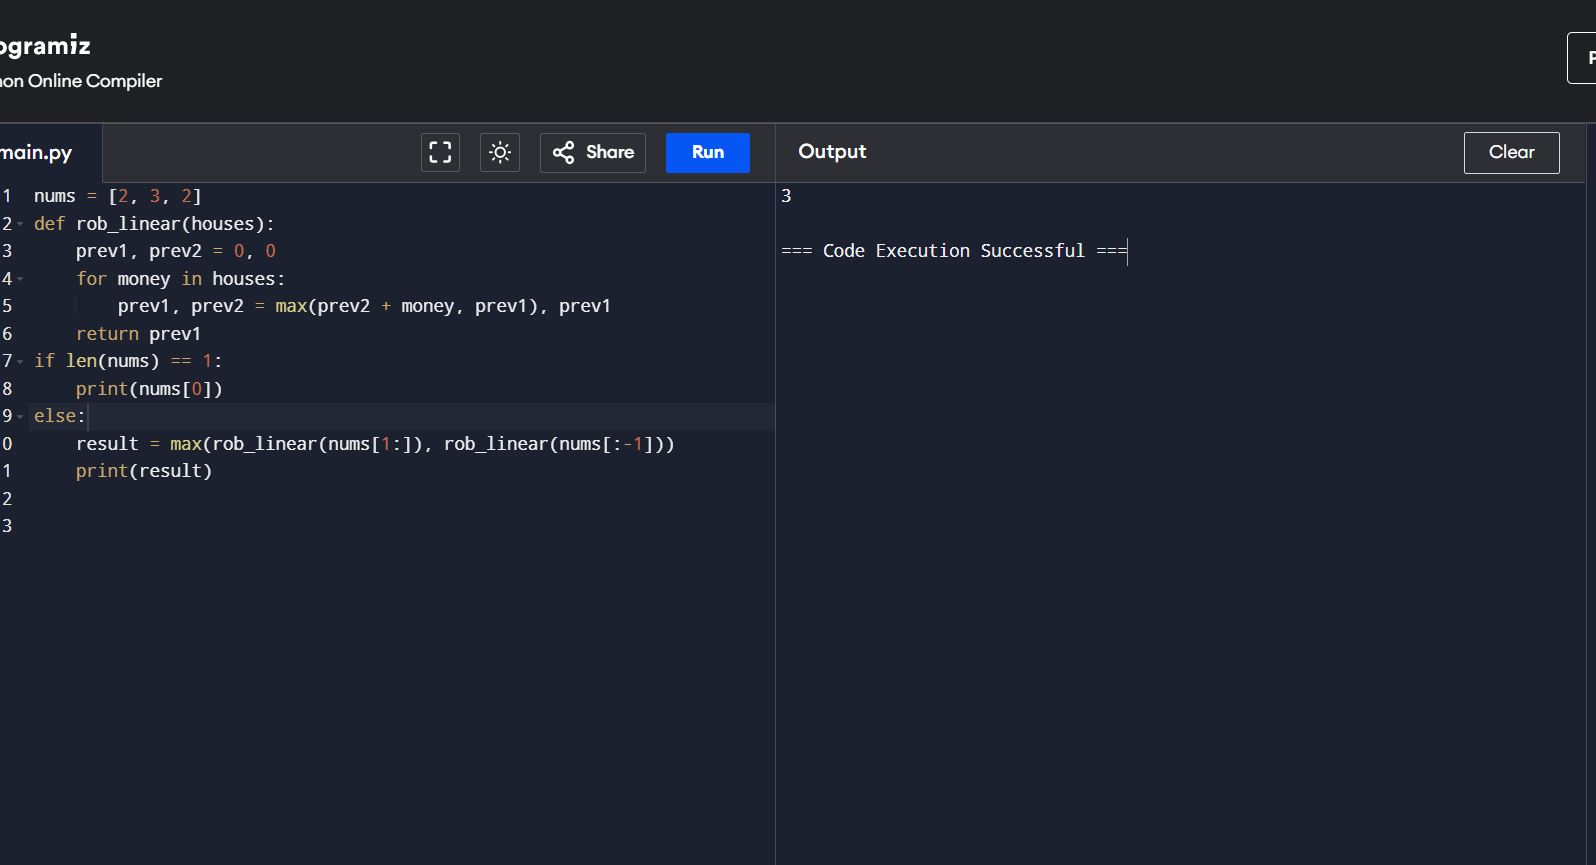 ogramiz
on Online Compiler
main.py
Share
Run
Output
Clear
1 nums = [2, 3, 2]
2 def rob_linear(houses):
3     prev1, prev2 = 0, 0
4     for money in houses:
5         prev1, prev2 = max(prev2 + money, prev1), prev1
6     return prev1
7 if len(nums) == 1:
8     print(nums[0])
9 else:
0     result = max(rob_linear(nums[1:]), rob_linear(nums[:-1]))
1     print(result)
2
3
3
=== Code Execution Successful ===